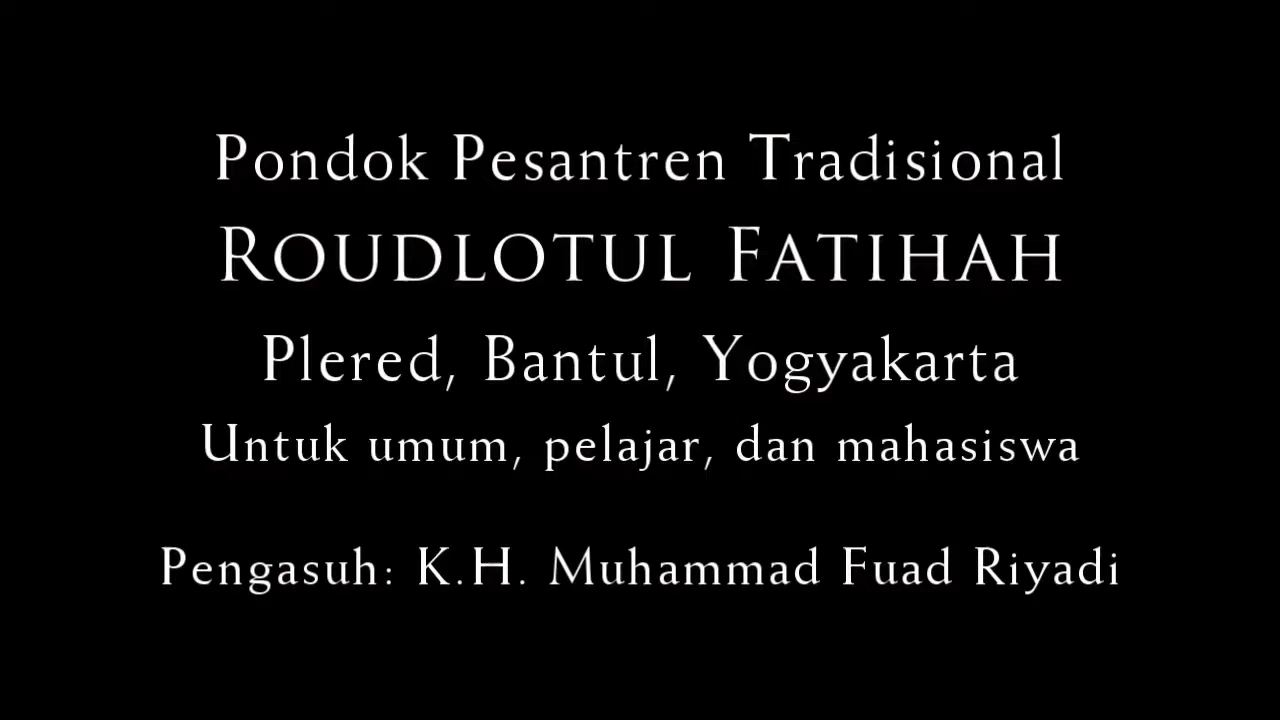 Pondok Pesantren Tradisional
ROUDLOTUL FATIHAH
Plered, Bantul, Yogyakarta
Untuk umum, pelajar, dan mahasiswa
Pengasuh: K.H. Muhammad Fuad Riyadi